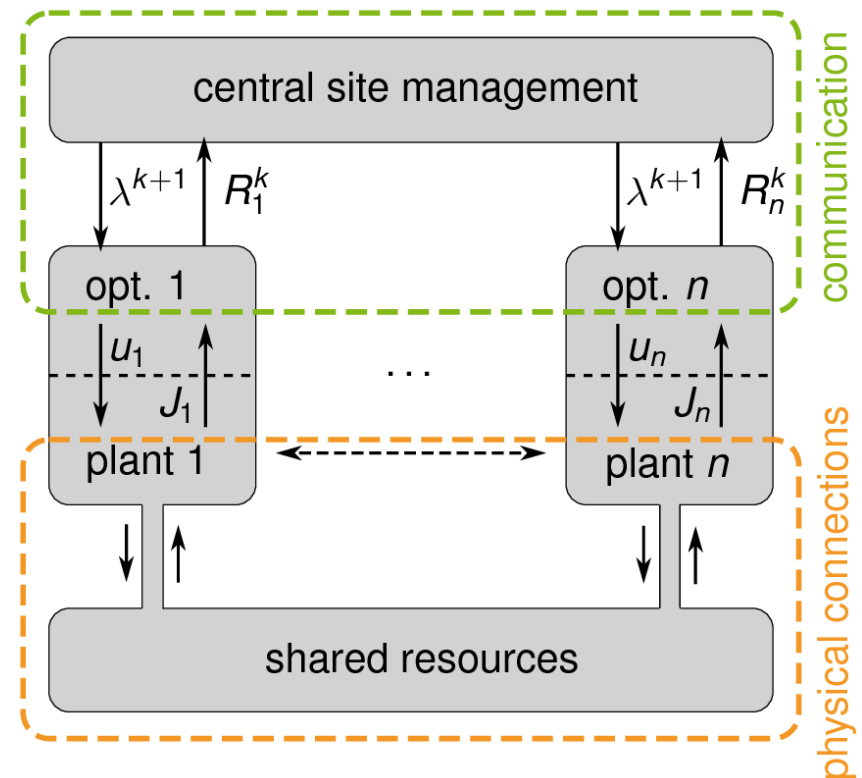 central site management
communication
λ^{k+1} R_1^k λ^{k+1} R_n^k
opt. 1 opt. n
u_1 u_n
...
J_1 J_n
plant 1 plant n
physical connections
shared resources